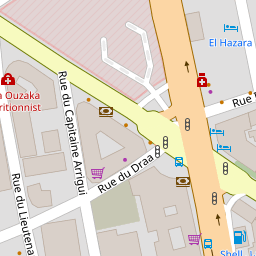 El Hazara
a Ouzaka
ritionnist
Rue du Capitaine Arrigui
Rue
Rue du Draa
Rue du Lieutena
Shell